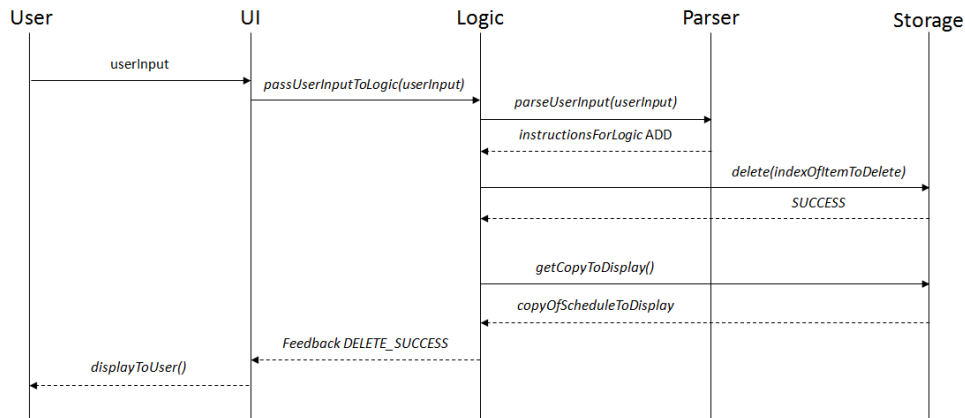 User
UI
Logic
Parser
Storage
userInput
passUserInputToLogic(userInput)
parseUserInput(userInput)
instructionsForLogic ADD
delete(indexOfItemToDelete)
SUCCESS
getCopyToDisplay()
copyOfScheduleToDisplay
Feedback DELETE_SUCCESS
displayToUser()